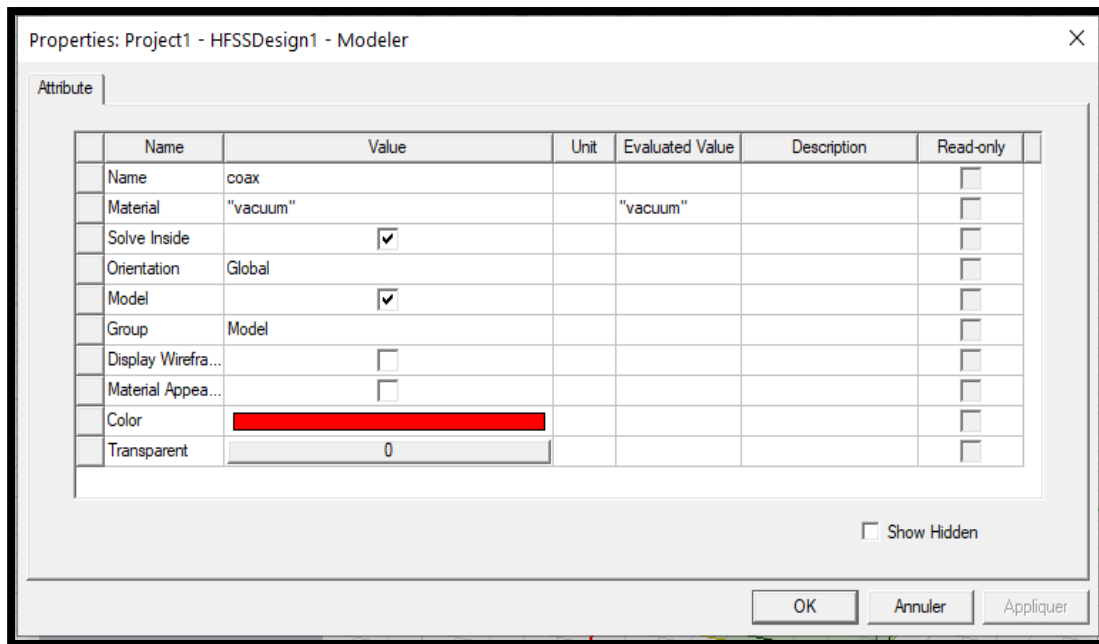 Properties: Project1 - HFSSDesign1 - Modeler
Attribute
Name Value Unit Evaluated Value Description Read-only
Name coax
Material "vacuum" "vacuum"
Solve Inside
Orientation Global
Model
Group Model
Display Wirefra...
Material Appea...
Color
Transparent 0
Show Hidden
OK Annuler Appliquer